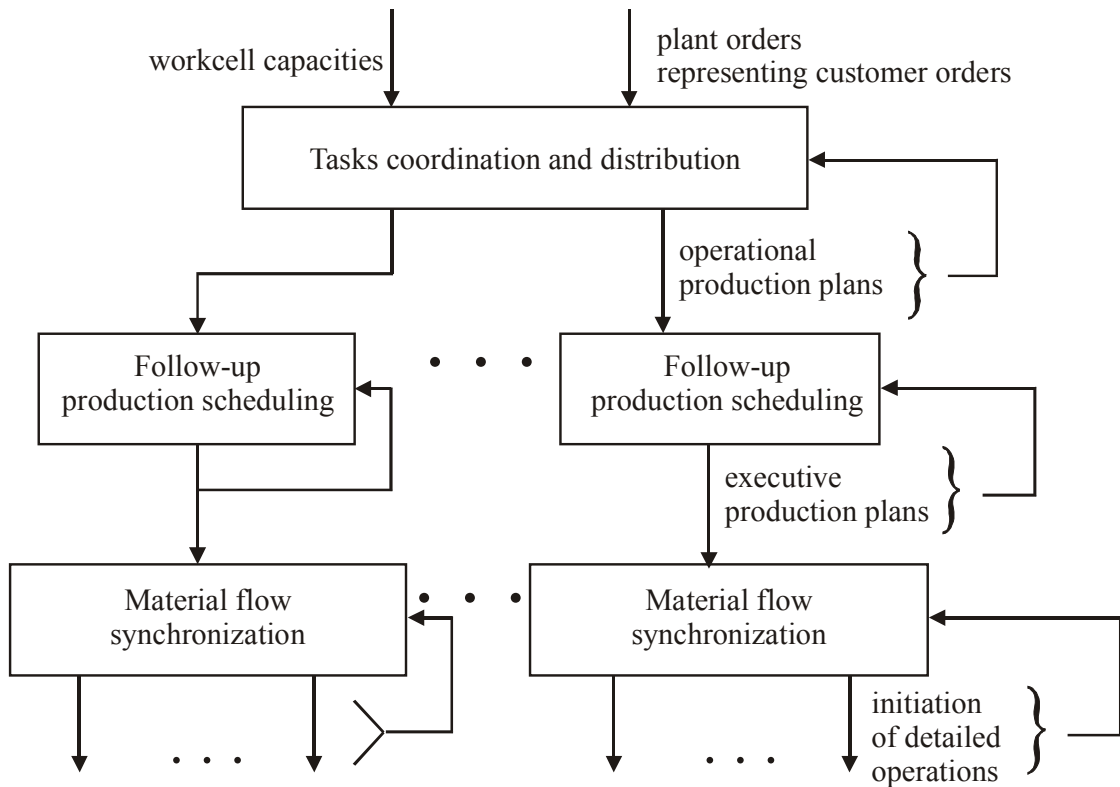 workcell capacities
plant orders
representing customer orders
Tasks coordination and distribution
operational
production plans
Follow-up
production scheduling
Follow-up
production scheduling
executive
production plans
Material flow
synchronization
Material flow
synchronization
initiation
of detailed
operations